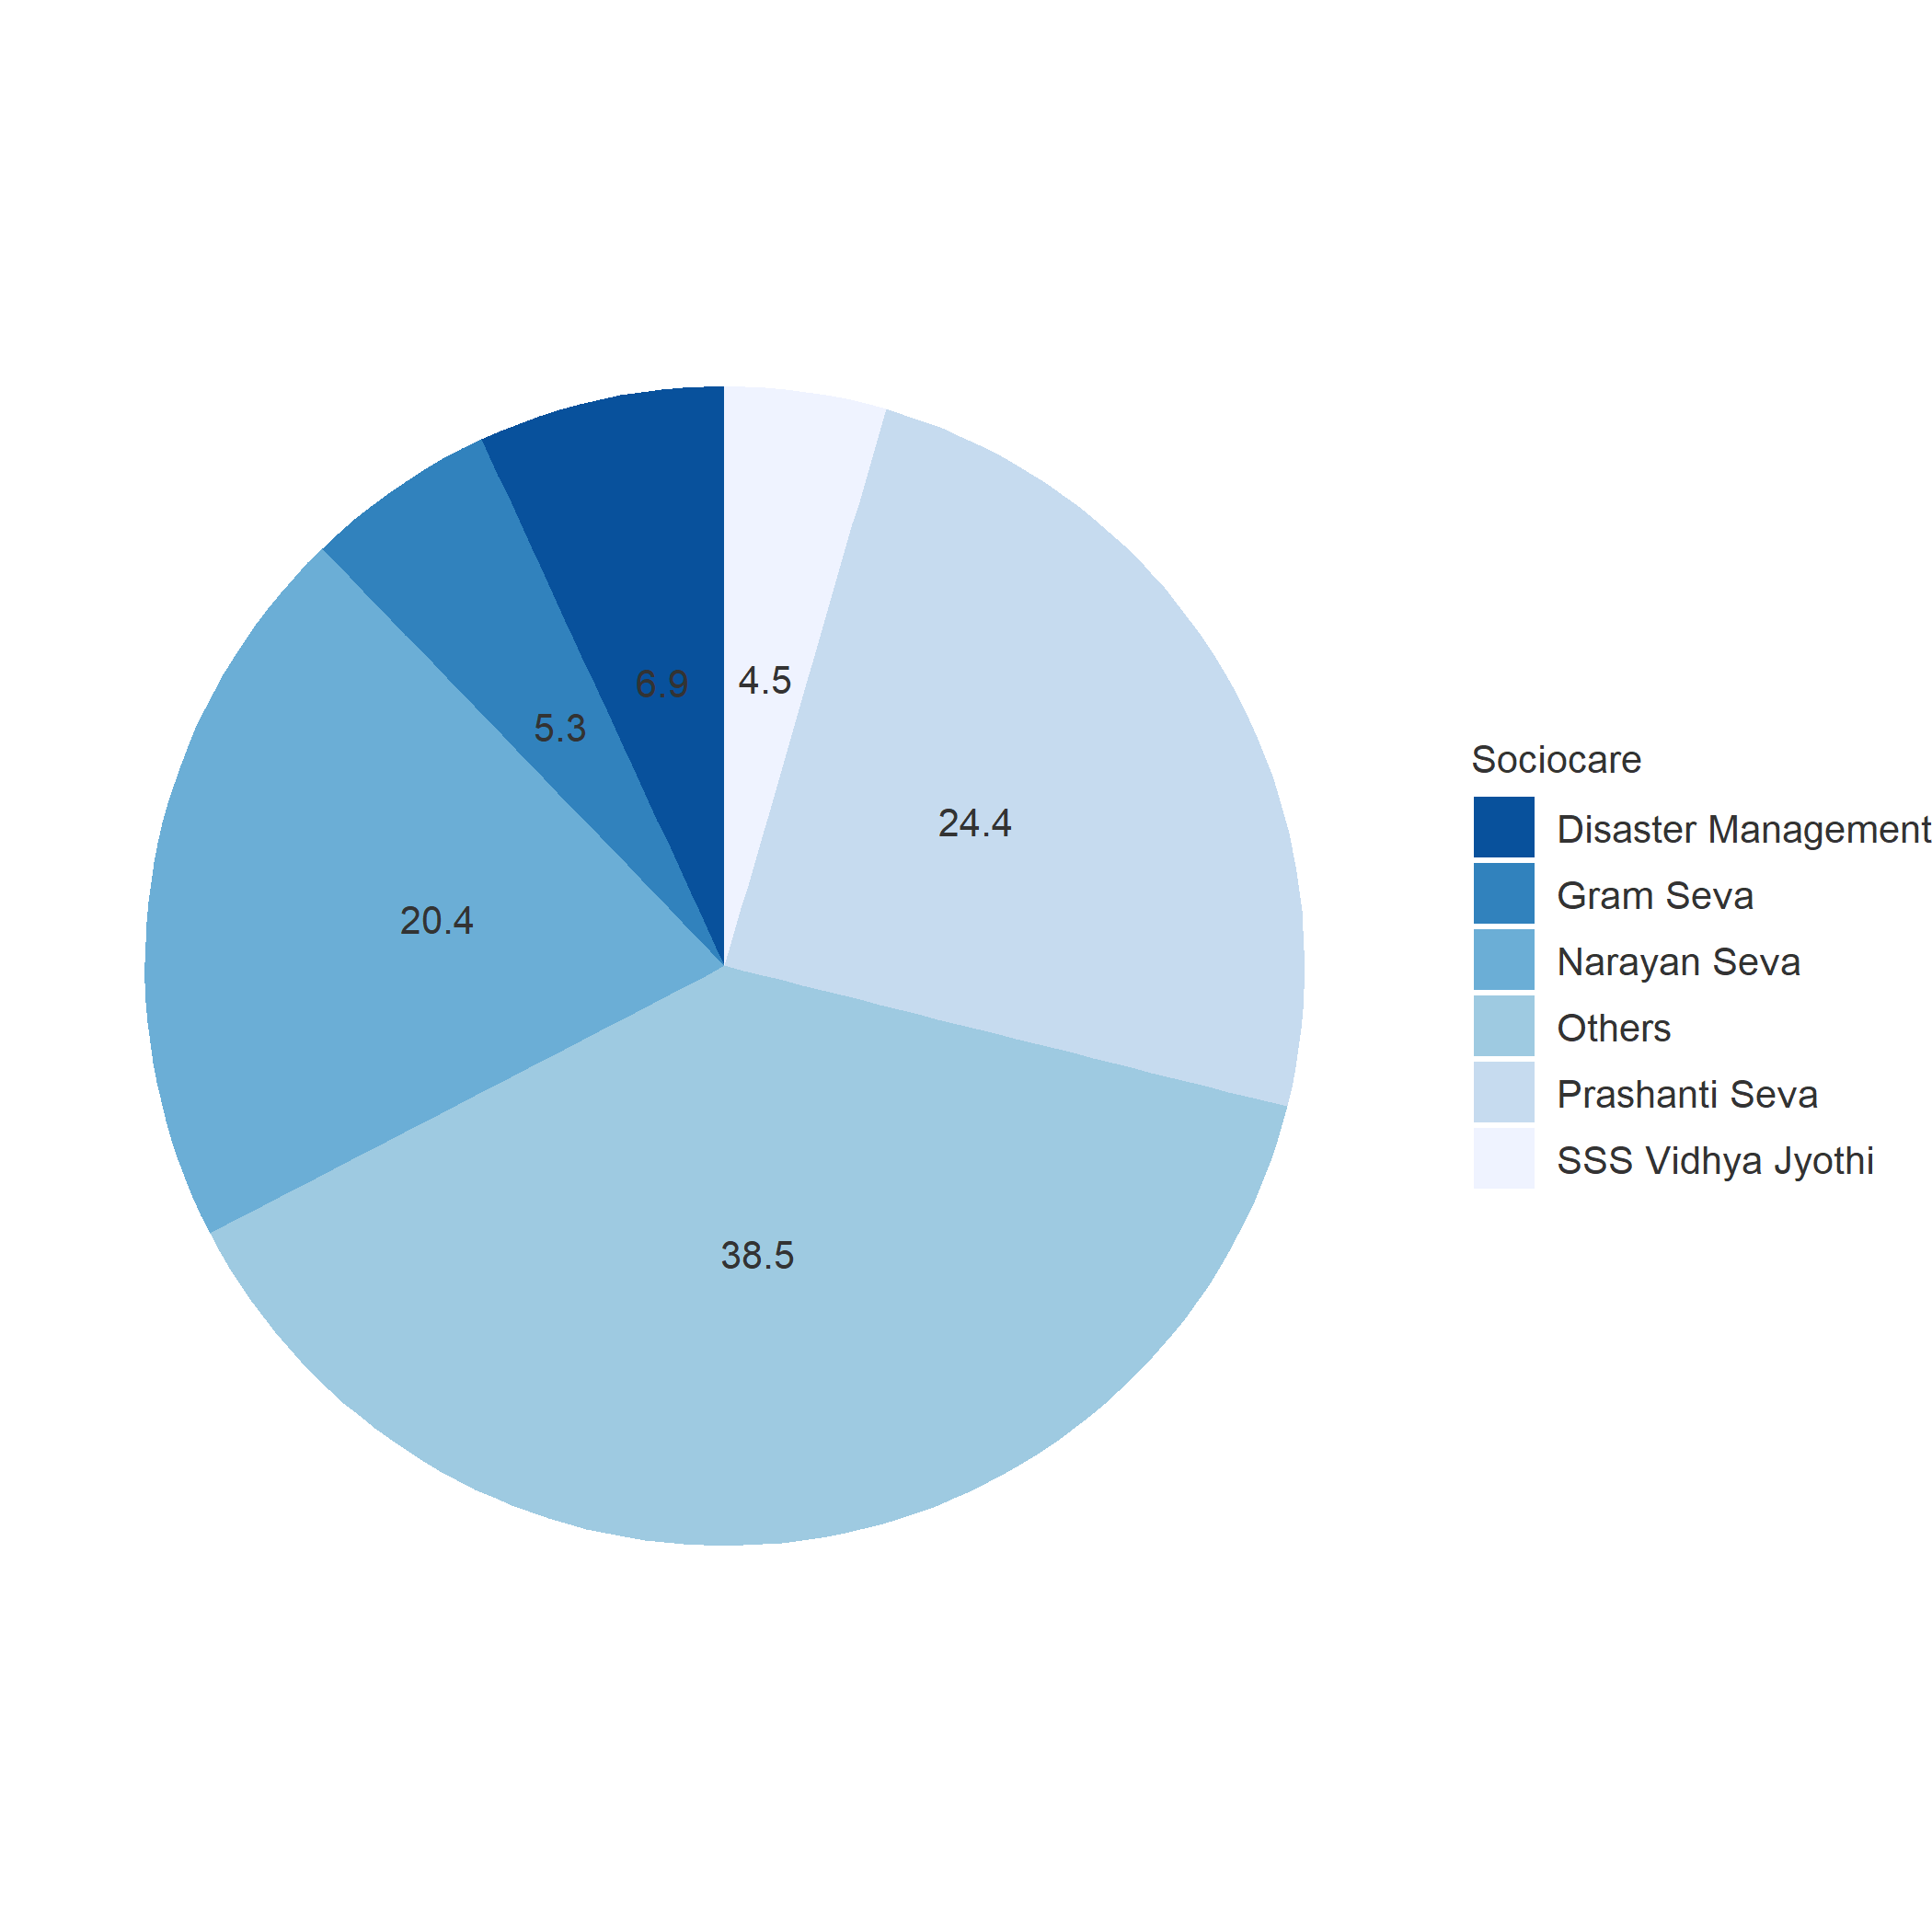 4.5
6.9
5.3
24.4
20.4
38.5
Sociocare
Disaster Management
Gram Seva
Narayan Seva
Others
Prashanti Seva
SSS Vidhya Jyothi